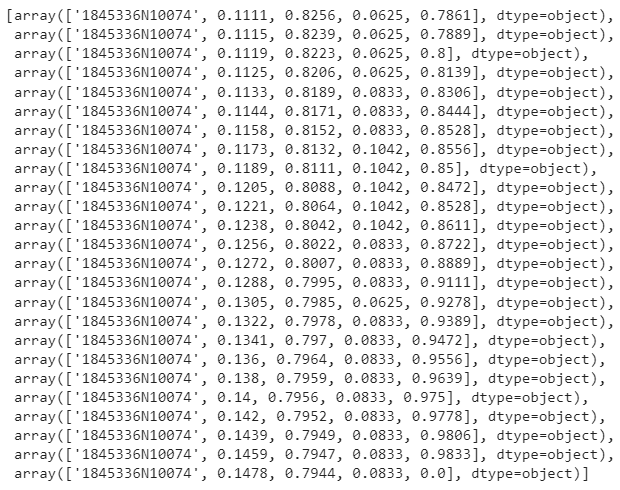 [array(['1845336N10074', 0.1111, 0.8256, 0.0625, 0.7861], dtype=object),
array(['1845336N10074', 0.1115, 0.8239, 0.0625, 0.7889], dtype=object),
array(['1845336N10074', 0.1119, 0.8223, 0.0625, 0.8], dtype=object),
array(['1845336N10074', 0.1125, 0.8206, 0.0625, 0.8139], dtype=object),
array(['1845336N10074', 0.1133, 0.8189, 0.0833, 0.8306], dtype=object),
array(['1845336N10074', 0.1144, 0.8171, 0.0833, 0.8444], dtype=object),
array(['1845336N10074', 0.1158, 0.8152, 0.0833, 0.8528], dtype=object),
array(['1845336N10074', 0.1173, 0.8132, 0.1042, 0.8556], dtype=object),
array(['1845336N10074', 0.1189, 0.8111, 0.1042, 0.85], dtype=object),
array(['1845336N10074', 0.1205, 0.8088, 0.1042, 0.8472], dtype=object),
array(['1845336N10074', 0.1221, 0.8064, 0.1042, 0.8528], dtype=object),
array(['1845336N10074', 0.1238, 0.8042, 0.1042, 0.8611], dtype=object),
array(['1845336N10074', 0.1256, 0.8022, 0.0833, 0.8722], dtype=object),
array(['1845336N10074', 0.1272, 0.8007, 0.0833, 0.8889], dtype=object),
array(['1845336N10074', 0.1288, 0.7995, 0.0833, 0.9111], dtype=object),
array(['1845336N10074', 0.1305, 0.7985, 0.0625, 0.9278], dtype=object),
array(['1845336N10074', 0.1322, 0.7978, 0.0833, 0.9389], dtype=object),
array(['1845336N10074', 0.1341, 0.797, 0.0833, 0.9472], dtype=object),
array(['1845336N10074', 0.136, 0.7964, 0.0833, 0.9556], dtype=object),
array(['1845336N10074', 0.138, 0.7959, 0.0833, 0.9639], dtype=object),
array(['1845336N10074', 0.14, 0.7956, 0.0833, 0.975], dtype=object),
array(['1845336N10074', 0.142, 0.7952, 0.0833, 0.9778], dtype=object),
array(['1845336N10074', 0.1439, 0.7949, 0.0833, 0.9806], dtype=object),
array(['1845336N10074', 0.1459, 0.7947, 0.0833, 0.9833], dtype=object),
array(['1845336N10074', 0.1478, 0.7944, 0.0833, 0.0], dtype=object)]